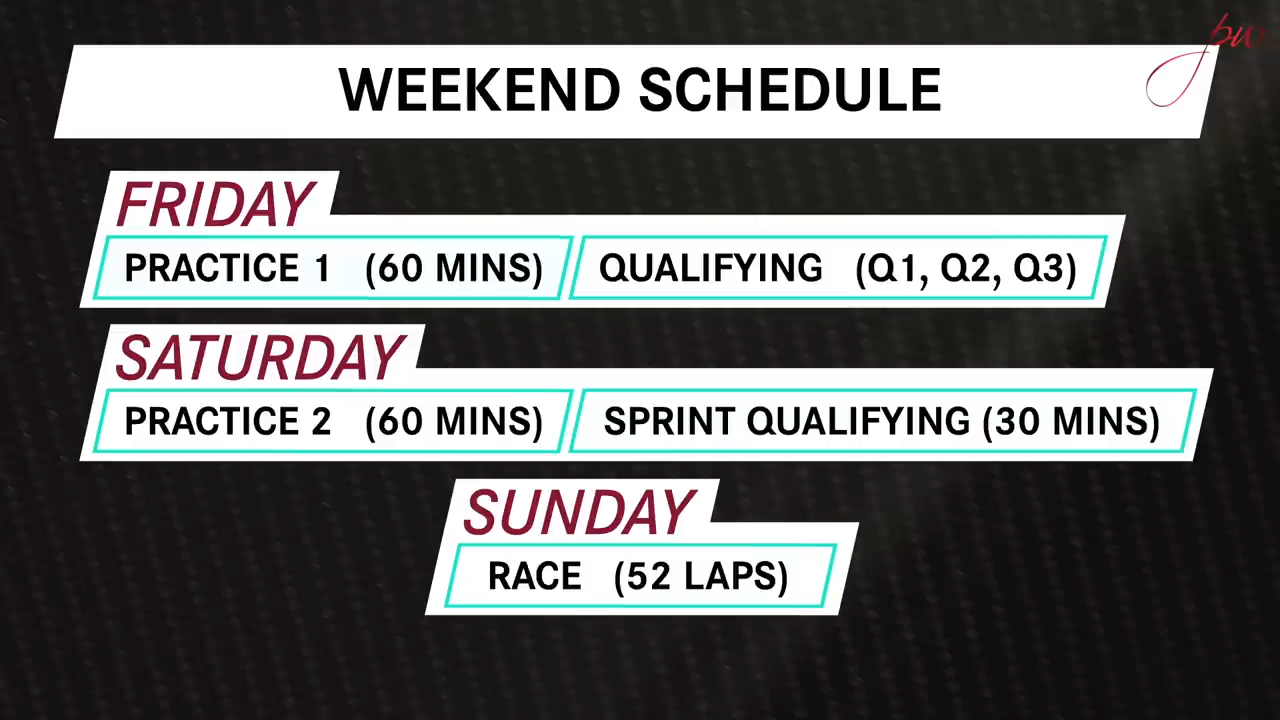 WEEKEND SCHEDULE
FRIDAY
PRACTICE 1 (60 MINS) QUALIFYING (Q1, Q2, Q3)
SATURDAY
PRACTICE 2 (60 MINS) SPRINT QUALIFYING (30 MINS)
SUNDAY
RACE (52 LAPS)